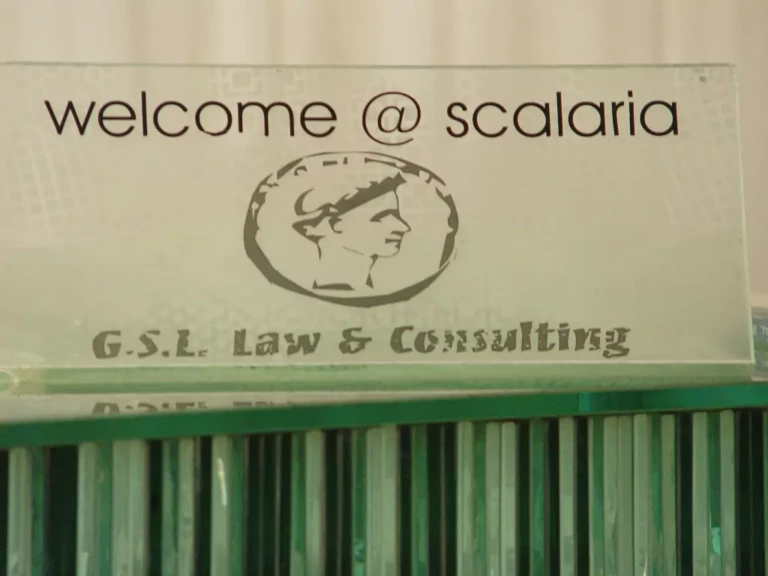 welcome @ scalaria
G.S.L. Law & Consulting